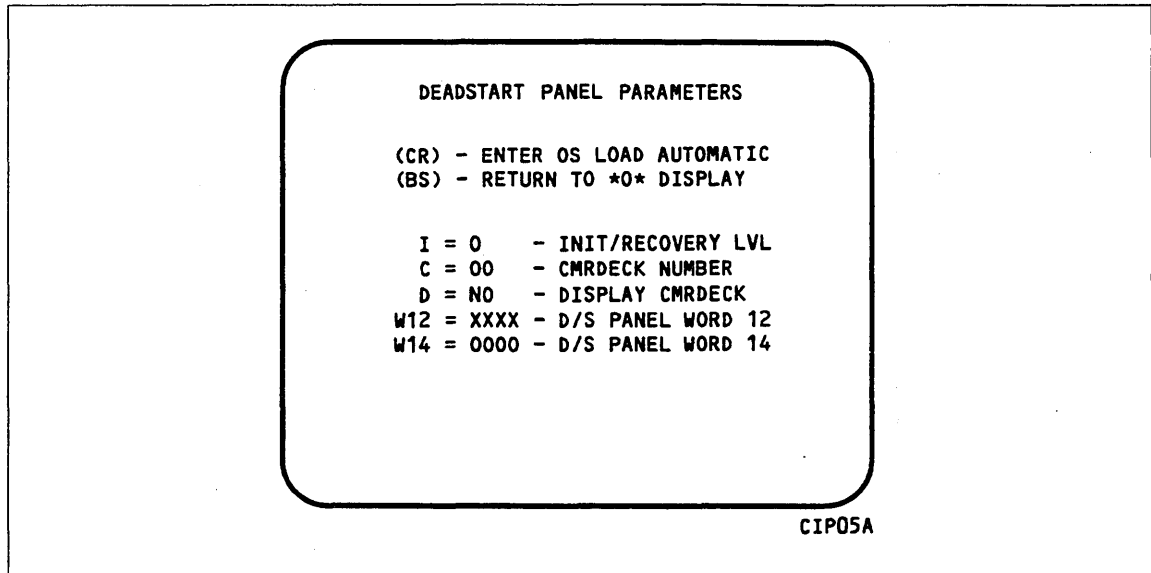 DEADSTART PANEL PARAMETERS
(CR) - ENTER OS LOAD AUTOMATIC
(BS) - RETURN TO *O* DISPLAY
I = 0 - INIT/RECOVERY LVL
C = 00 - CMRDECK NUMBER
D = NO - DISPLAY CMRDECK
W12 = XXXX - D/S PANEL WORD 12
W14 = 0000 - D/S PANEL WORD 14
CIP05A